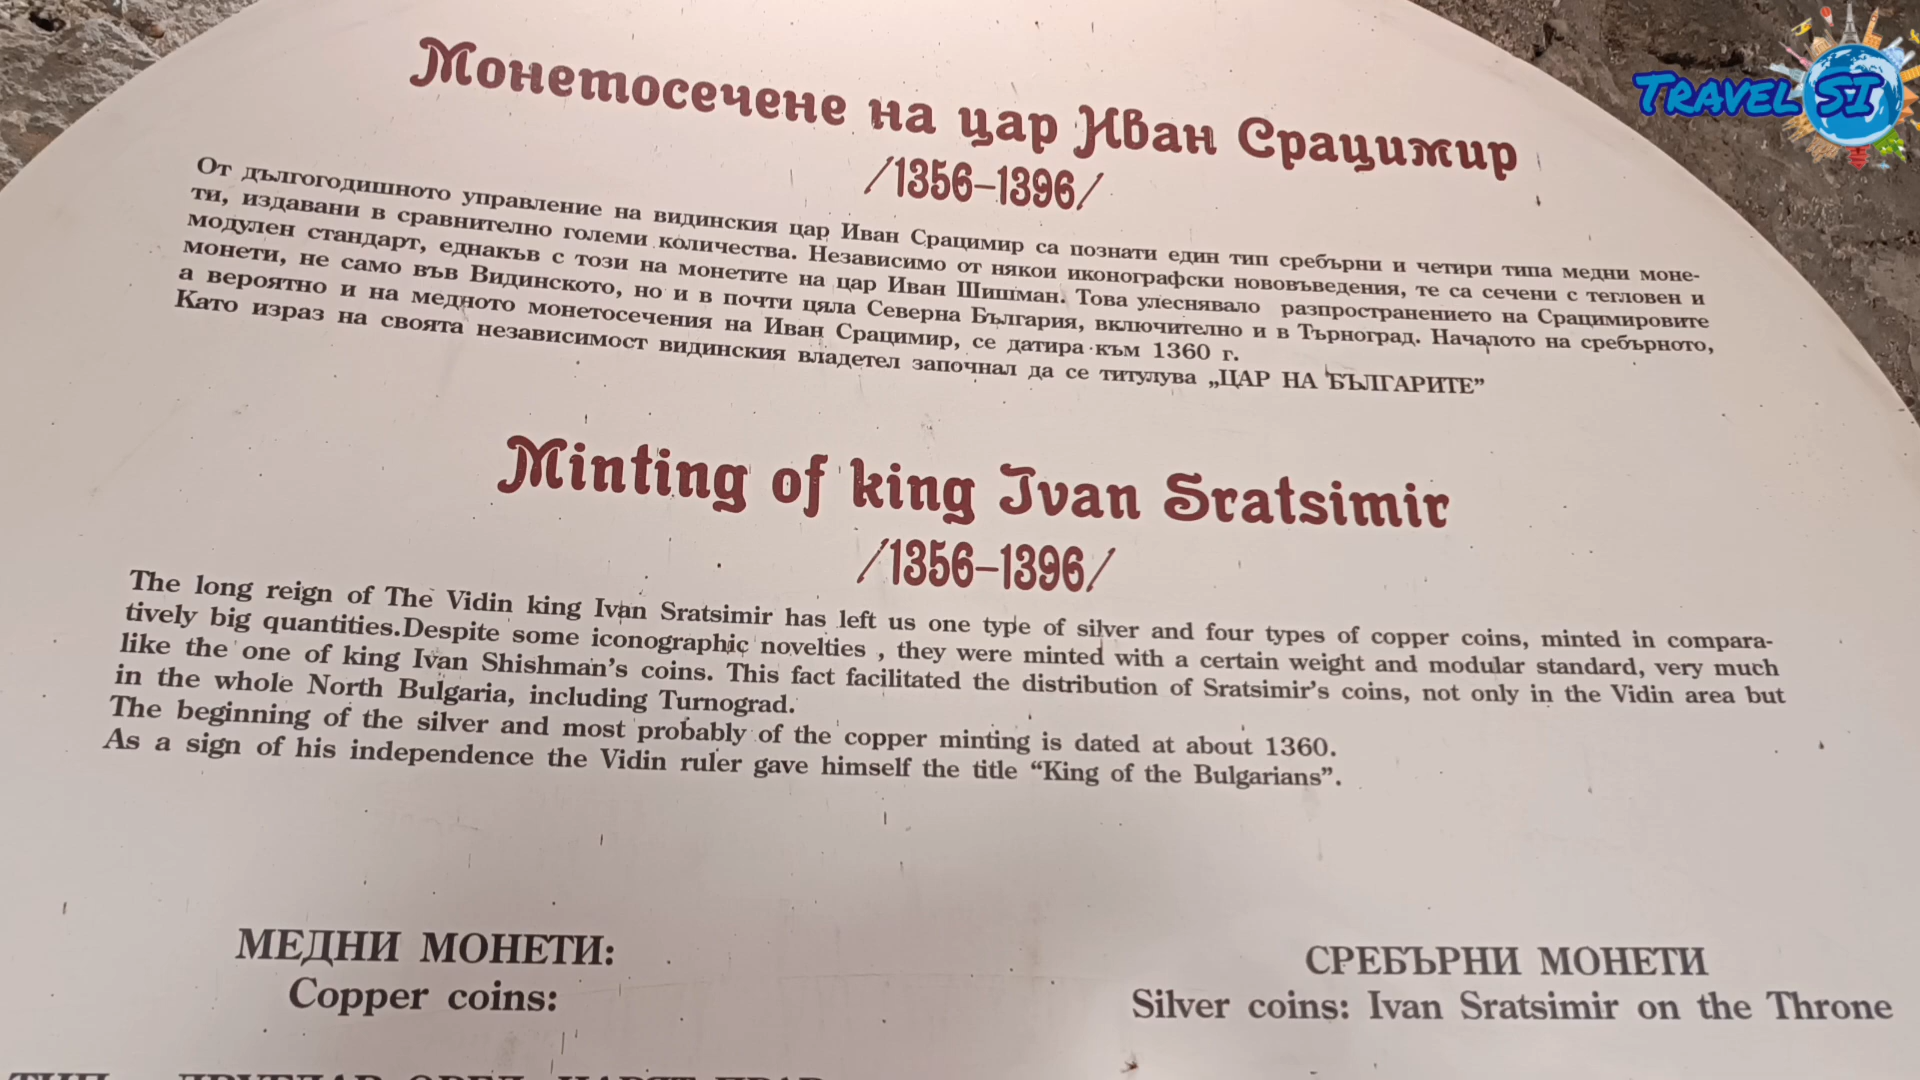 Travel SI
Монетосечене на цар Иван Срацимир
/1356–1396/
От дългогодишното управление на видинския цар Иван Срацимир са познати един тип сребърни и четири типа медни моне-
ти, издавани в сравнително големи количества. Независимо от някои иконографски нововъведения, те са сечени с тегловен и
модулен стандарт, еднакъв с този на монетите на цар Иван Шишман. Това улеснявало разпространението на Срацимировите
монети, не само във Видинското, но и в почти цяла Северна България, включително и в Търноград. Началото на сребърното,
а вероятно и на медното монетосечения на Иван Срацимир, се датира към 1360 г.
Като израз на своята независимост видинския владетел започнал да се титулува „ЦАР НА БЪЛГАРИТЕ”
Minting of king Ivan Sratsimir
/1356–1396/
The long reign of The Vidin king Ivan Sratsimir has left us one type of silver and four types of copper coins, minted in compara-
tively big quantities.Despite some iconographic novelties , they were minted with a certain weight and modular standard, very much
like the one of king Ivan Shishman’s coins. This fact facilitated the distribution of Sratsimir’s coins, not only in the Vidin area but
in the whole North Bulgaria, including Turnograd.
The beginning of the silver and most probably of the copper minting is dated at about 1360.
As a sign of his independence the Vidin ruler gave himself the title “King of the Bulgarians”.
МЕДНИ МОНЕТИ:
Copper coins:
СРЕБЪРНИ МОНЕТИ
Silver coins: Ivan Sratsimir on the Throne